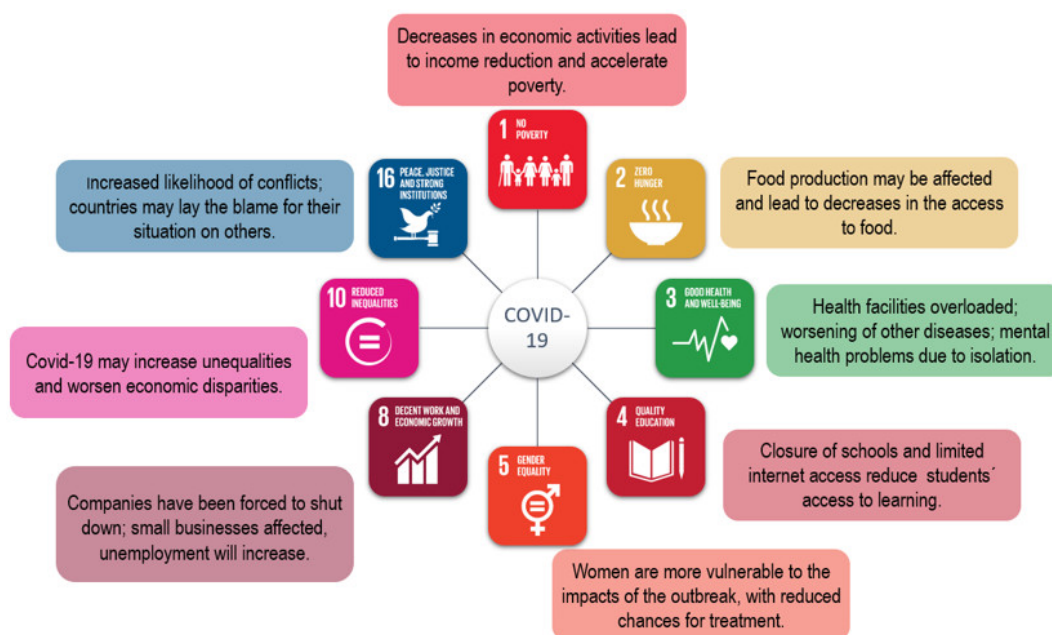 Decreases in economic activities lead
to income reduction and accelerate
poverty.
1 NO
POVERTY
16 PEACE, JUSTICE
AND STRONG
INSTITUTIONS
Increased likelihood of conflicts;
countries may lay the blame for their
situation on others.
2 ZERO
HUNGER
Food production may be affected
and lead to decreases in the access
to food.
10 REDUCED
INEQUALITIES
COVID-
19
3 GOOD HEALTH
AND WELL-BEING
Health facilities overloaded;
worsening of other diseases; mental
health problems due to isolation.
Covid-19 may increase unequalities
and worsen economic disparities.
8 DECENT WORK AND
ECONOMIC GROWTH
5 GENDER
EQUALITY
4 QUALITY
EDUCATION
Closure of schools and limited
internet access reduce students´
access to learning.
Companies have been forced to shut
down; small businesses affected,
unemployment will increase.
Women are more vulnerable to the
impacts of the outbreak, with reduced
chances for treatment.